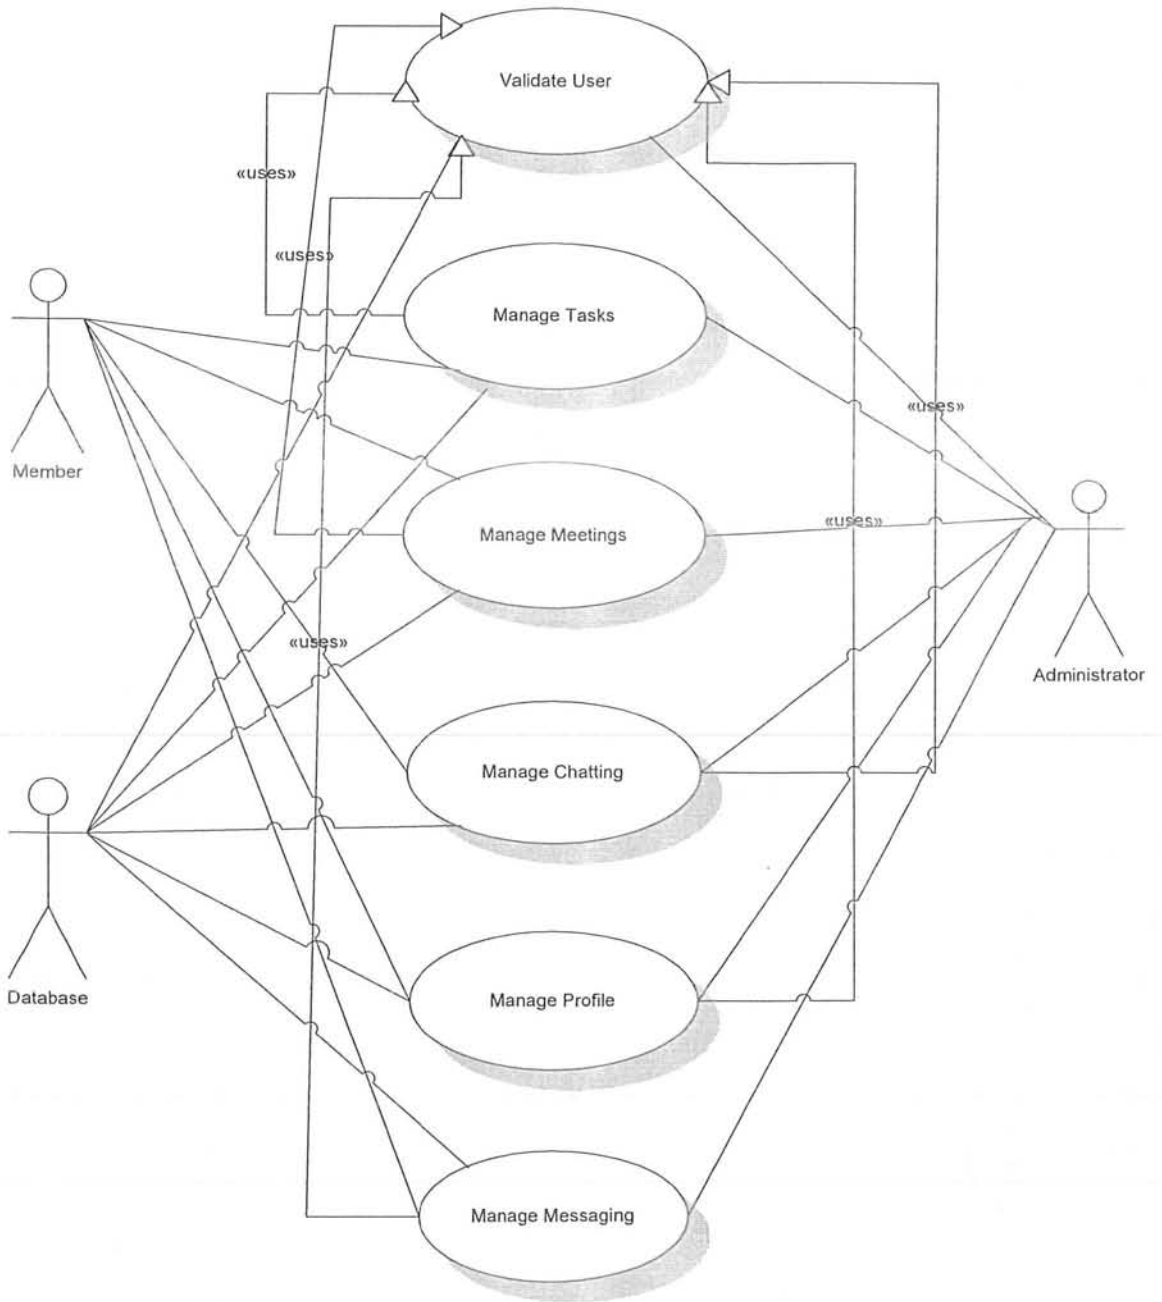 Validate User
«uses»
«uses»
Manage Tasks
«uses»
Member
Manage Meetings
«uses»
«uses»
Administrator
Manage Chatting
Database
Manage Profile
Manage Messaging